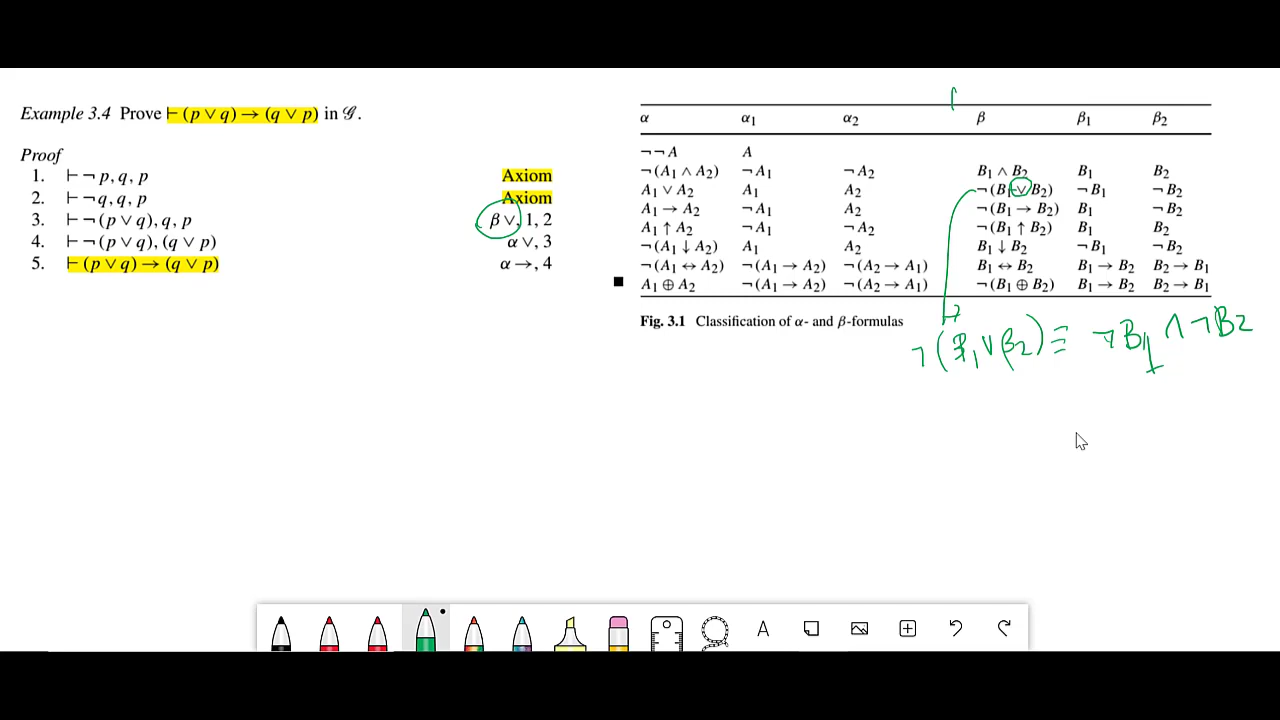 Example 3.4 Prove ⊢ (p ∨ q) → (q ∨ p) in 𝒢.
Proof
1. ⊢ ¬ p, q, p Axiom
2. ⊢ ¬ q, q, p Axiom
3. ⊢ ¬ (p ∨ q), q, p β ∨, 1, 2
4. ⊢ ¬ (p ∨ q), (q ∨ p) α ∨, 3
5. ⊢ (p ∨ q) → (q ∨ p) α →, 4
■
α α1 α2 β β1 β2
¬ ¬ A A
¬ (A1 ∧ A2) ¬ A1 ¬ A2 B1 ∧ B2 B1 B2
A1 ∨ A2 A1 A2 ¬ (B1 ∨ B2) ¬ B1 ¬ B2
A1 → A2 ¬ A1 A2 ¬ (B1 → B2) B1 ¬ B2
A1 ↑ A2 ¬ A1 ¬ A2 ¬ (B1 ↑ B2) B1 B2
¬ (A1 ↓ A2) A1 A2 B1 ↓ B2 ¬ B1 ¬ B2
¬ (A1 ↔ A2) ¬ (A1 → A2) ¬ (A2 → A1) B1 ↔ B2 B1 → B2 B2 → B1
A1 ⊕ A2 ¬ (A1 → A2) ¬ (A2 → A1) ¬ (B1 ⊕ B2) B1 → B2 B2 → B1
Fig. 3.1 Classification of α- and β-formulas
¬ (B1 ∨ β2) ≡ ¬ B1 ∧ ¬ B2
A